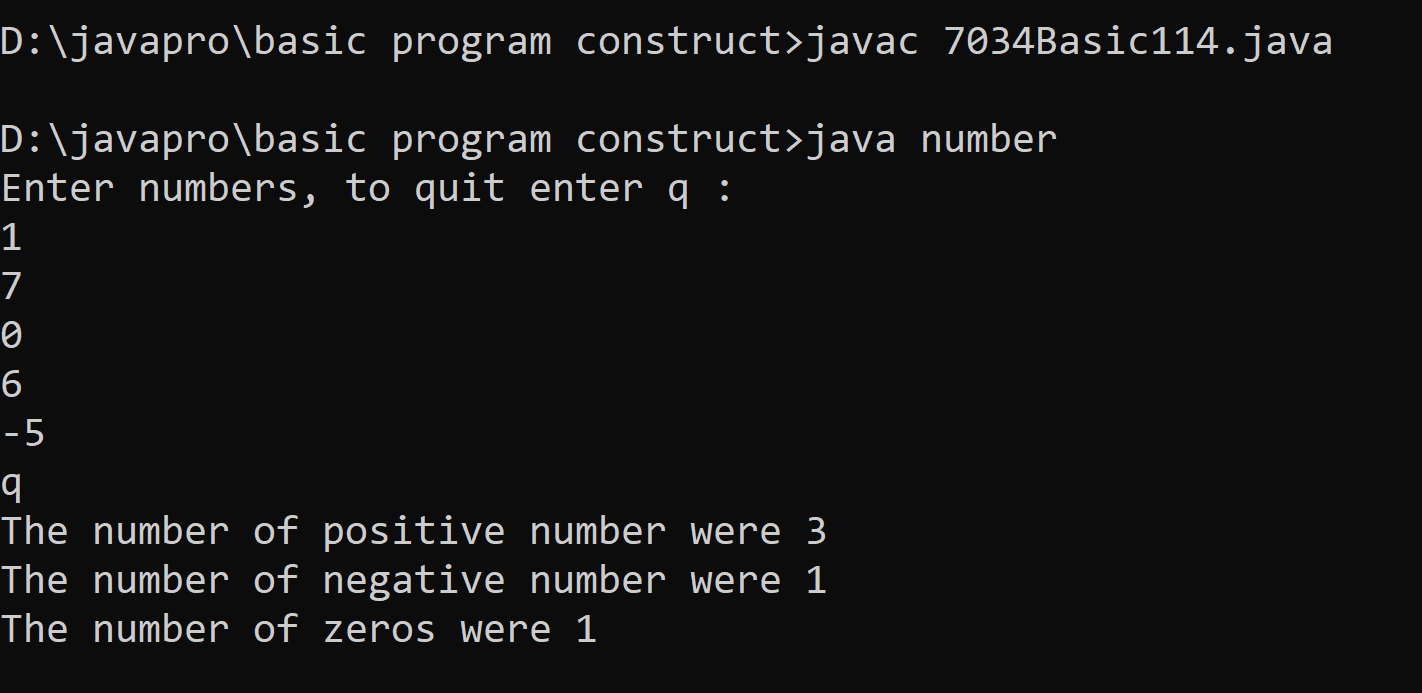 D:\javapro\basic program construct>javac 7034Basic114.java
D:\javapro\basic program construct>java number
Enter numbers, to quit enter q :
1
7
0
6
-5
q
The number of positive number were 3
The number of negative number were 1
The number of zeros were 1